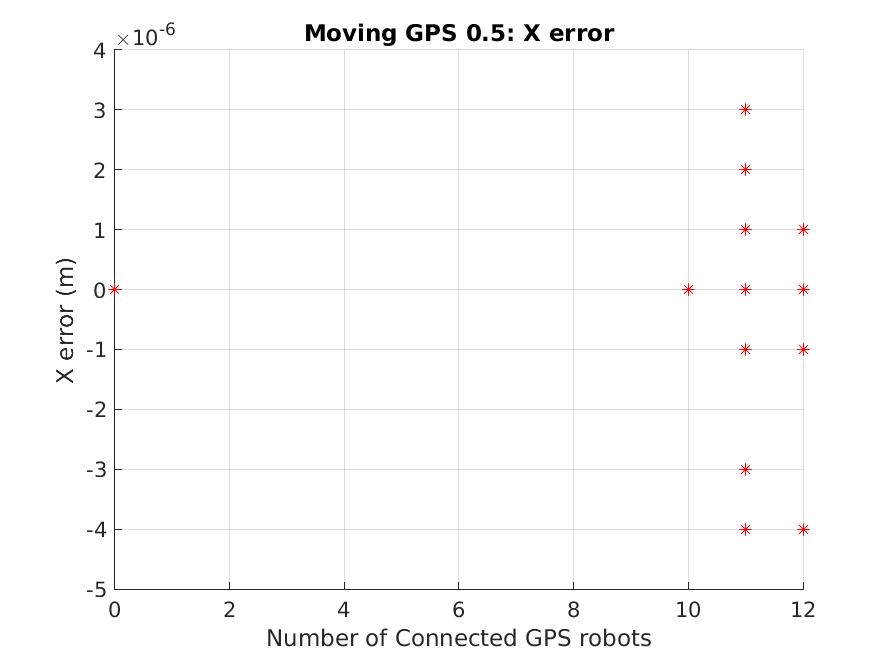 Moving GPS 0.5: X error
×10-6
4
3
2
1
0
-1
-2
-3
-4
-5
X error (m)
0 2 4 6 8 10 12
Number of Connected GPS robots